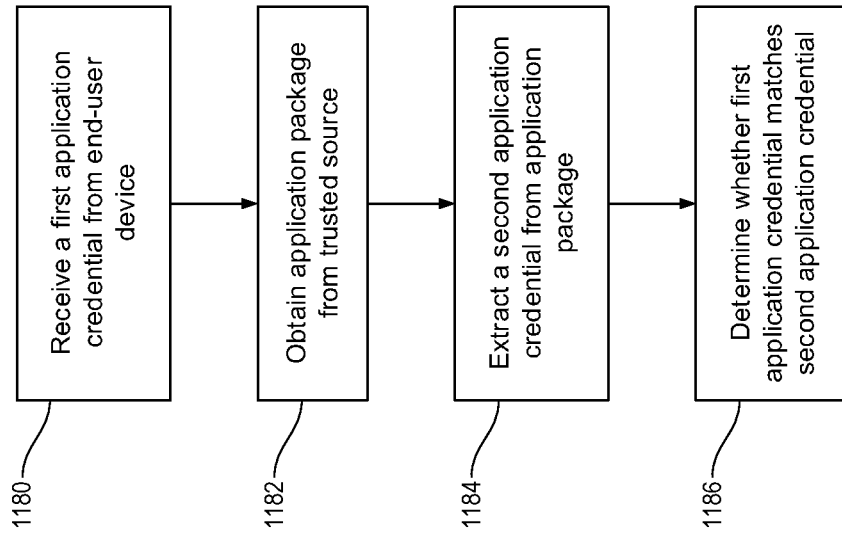 1180
Receive a first application
credential from end-user
device
1182
Obtain application package
from trusted source
1184
Extract a second application
credential from application
package
1186
Determine whether first
application credential matches
second application credential